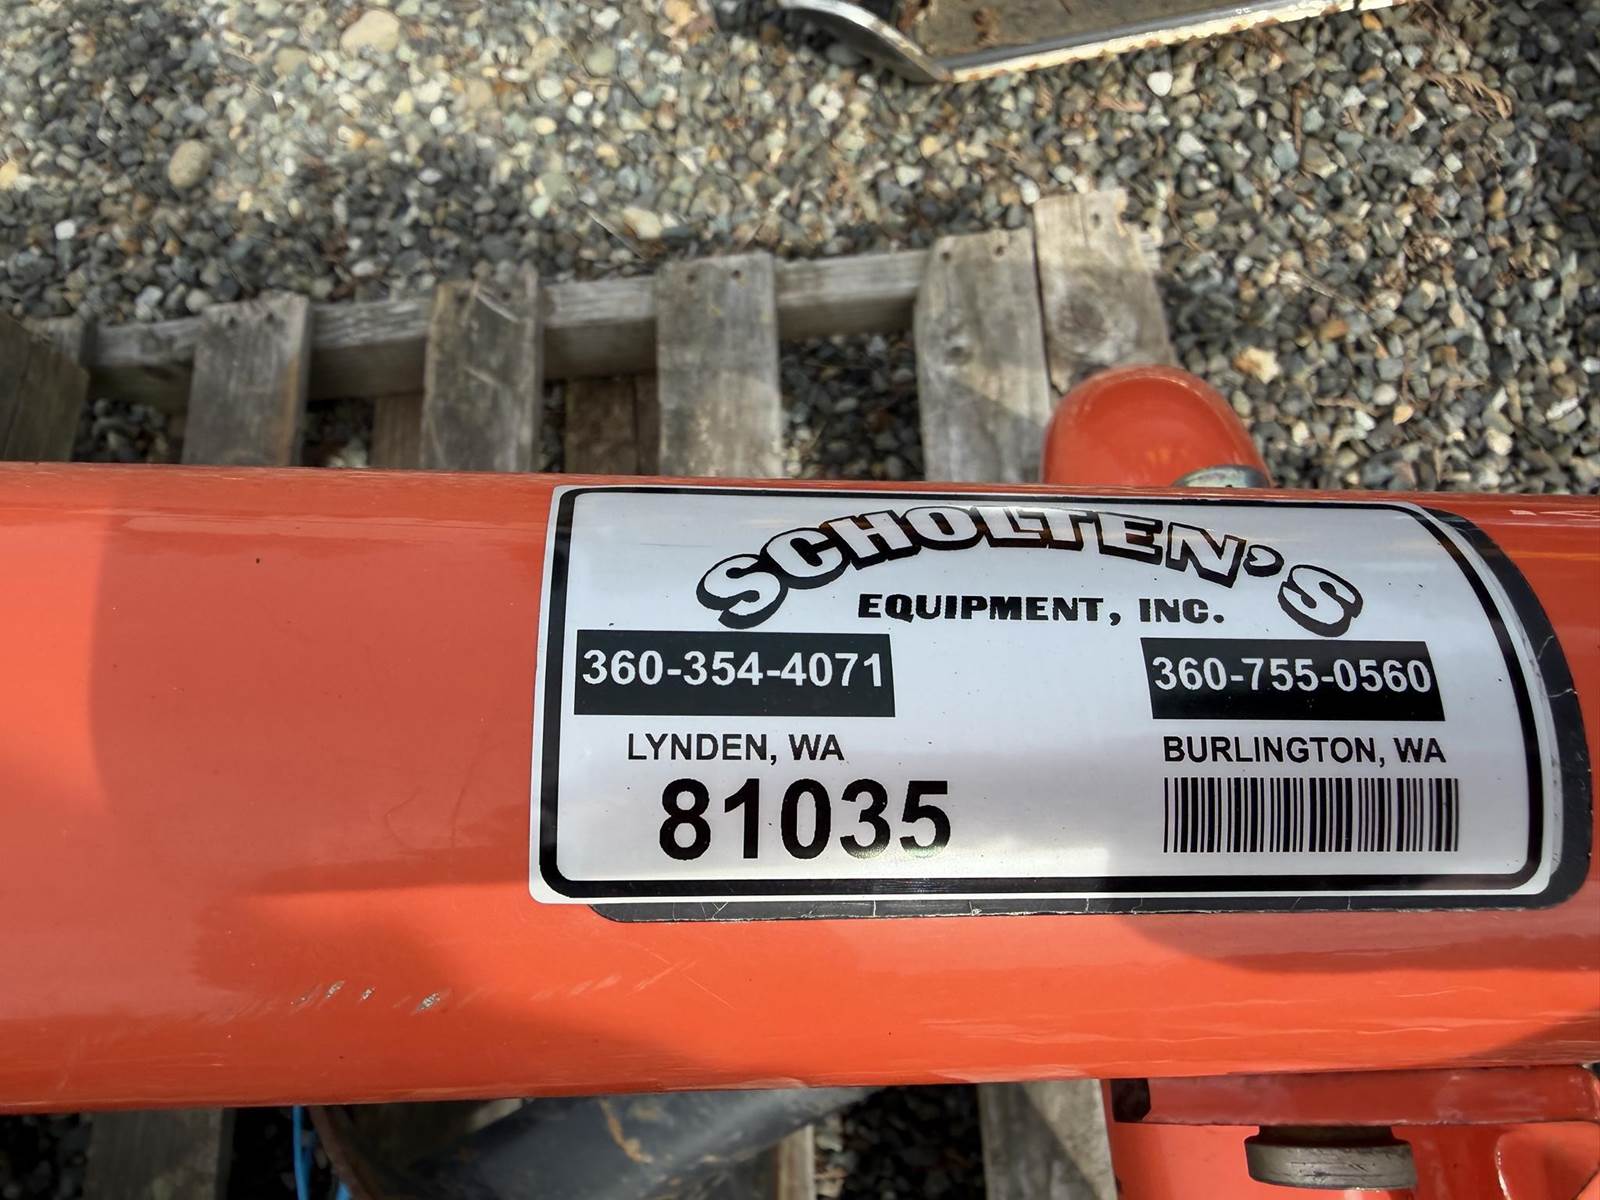 SCHOLTEN'S
EQUIPMENT, INC.
360-354-4071 360-755-0560
LYNDEN, WA BURLINGTON, WA
81035